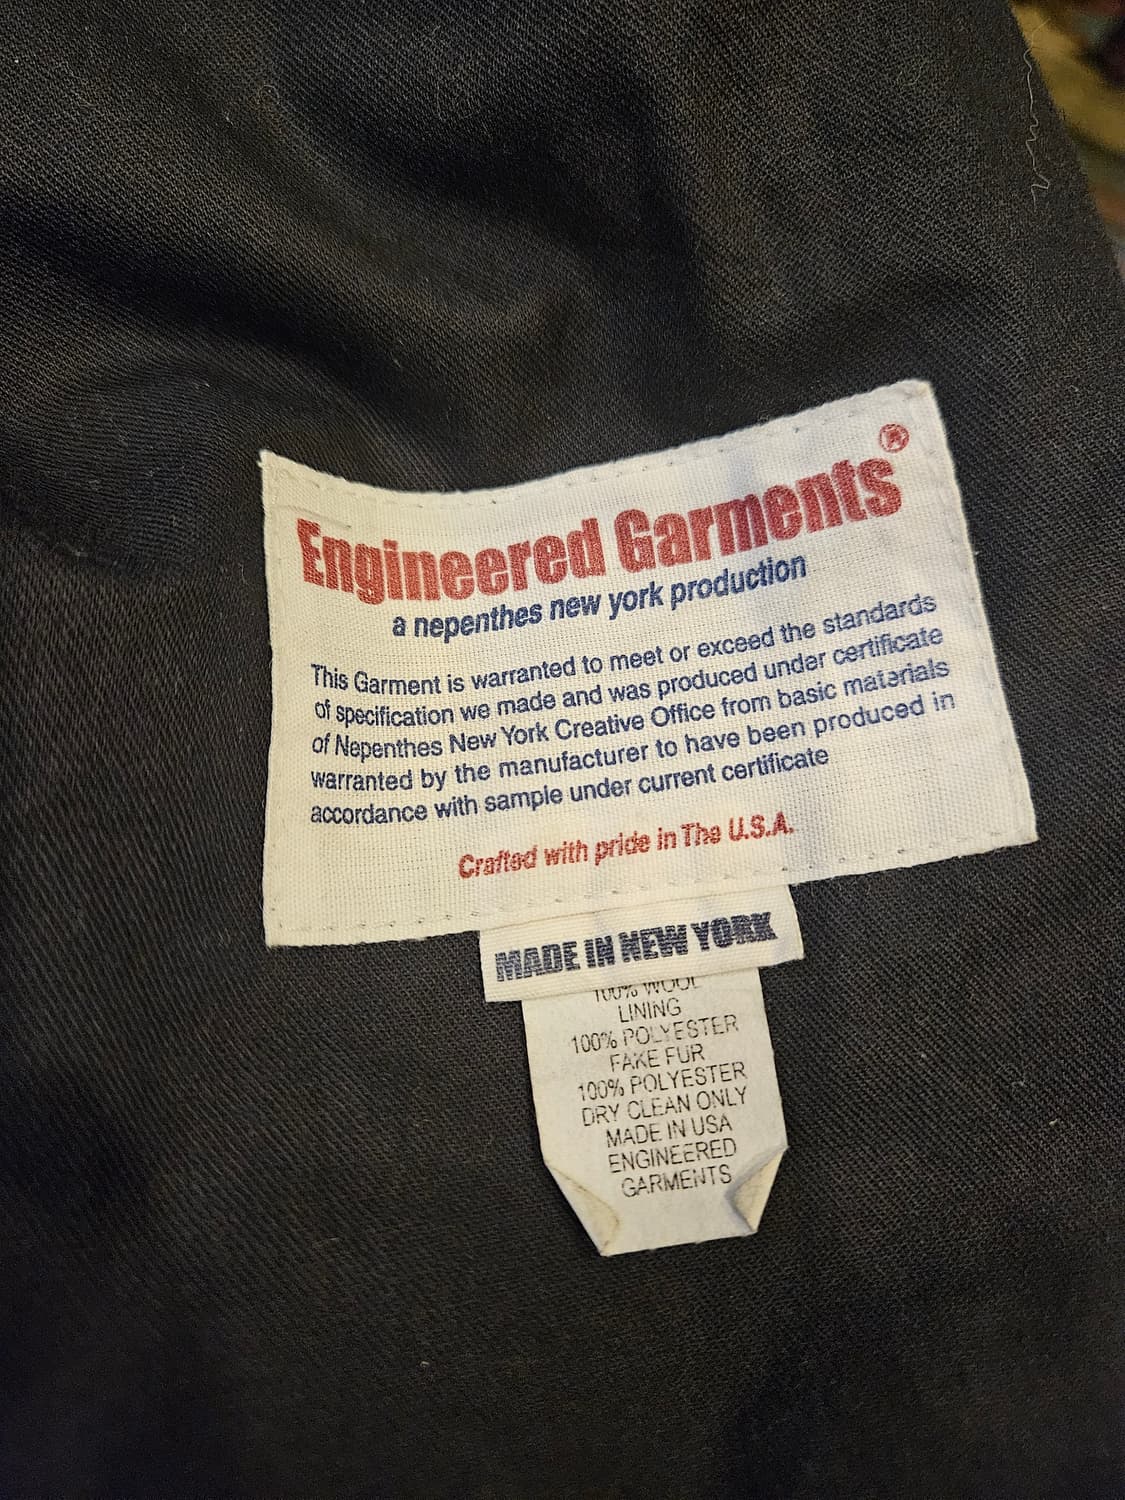 Engineered Garments®
a nepenthes new york production
This Garment is warranted to meet or exceed the standards
of specification we made and was produced under certificate
of Nepenthes New York Creative Office from basic materials
warranted by the manufacturer to have been produced in
accordance with sample under current certificate
Crafted with pride in The U.S.A.
MADE IN NEW YORK
100% WOOL
LINING
100% POLYESTER
FAKE FUR
100% POLYESTER
DRY CLEAN ONLY
MADE IN USA
ENGINEERED
GARMENTS